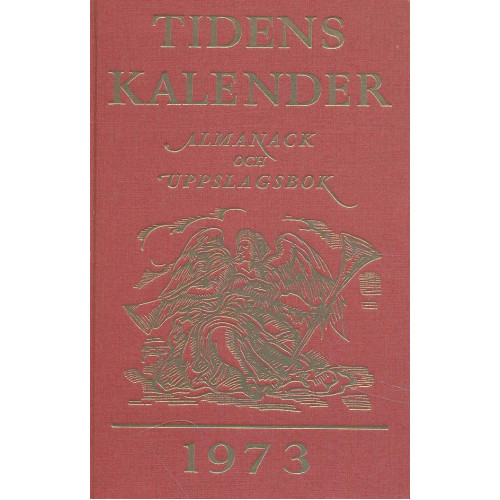 TIDENS
KALENDER
ALMANACK
OCH
UPPSLAGSBOK
1973